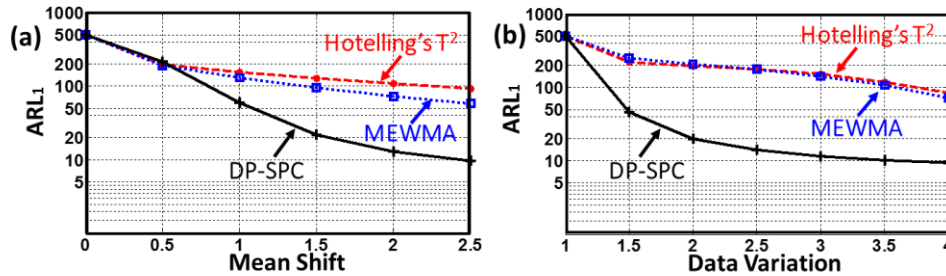 (a)
1000
500
200
100
50
20
10
5
ARL₁
Hotelling's T²
MEWMA
DP-SPC
0 0.5 1 1.5 2 2.5
Mean Shift
(b)
1000
500
200
100
50
20
10
5
ARL₁
Hotelling's T²
MEWMA
DP-SPC
1 1.5 2 2.5 3 3.5 4
Data Variation